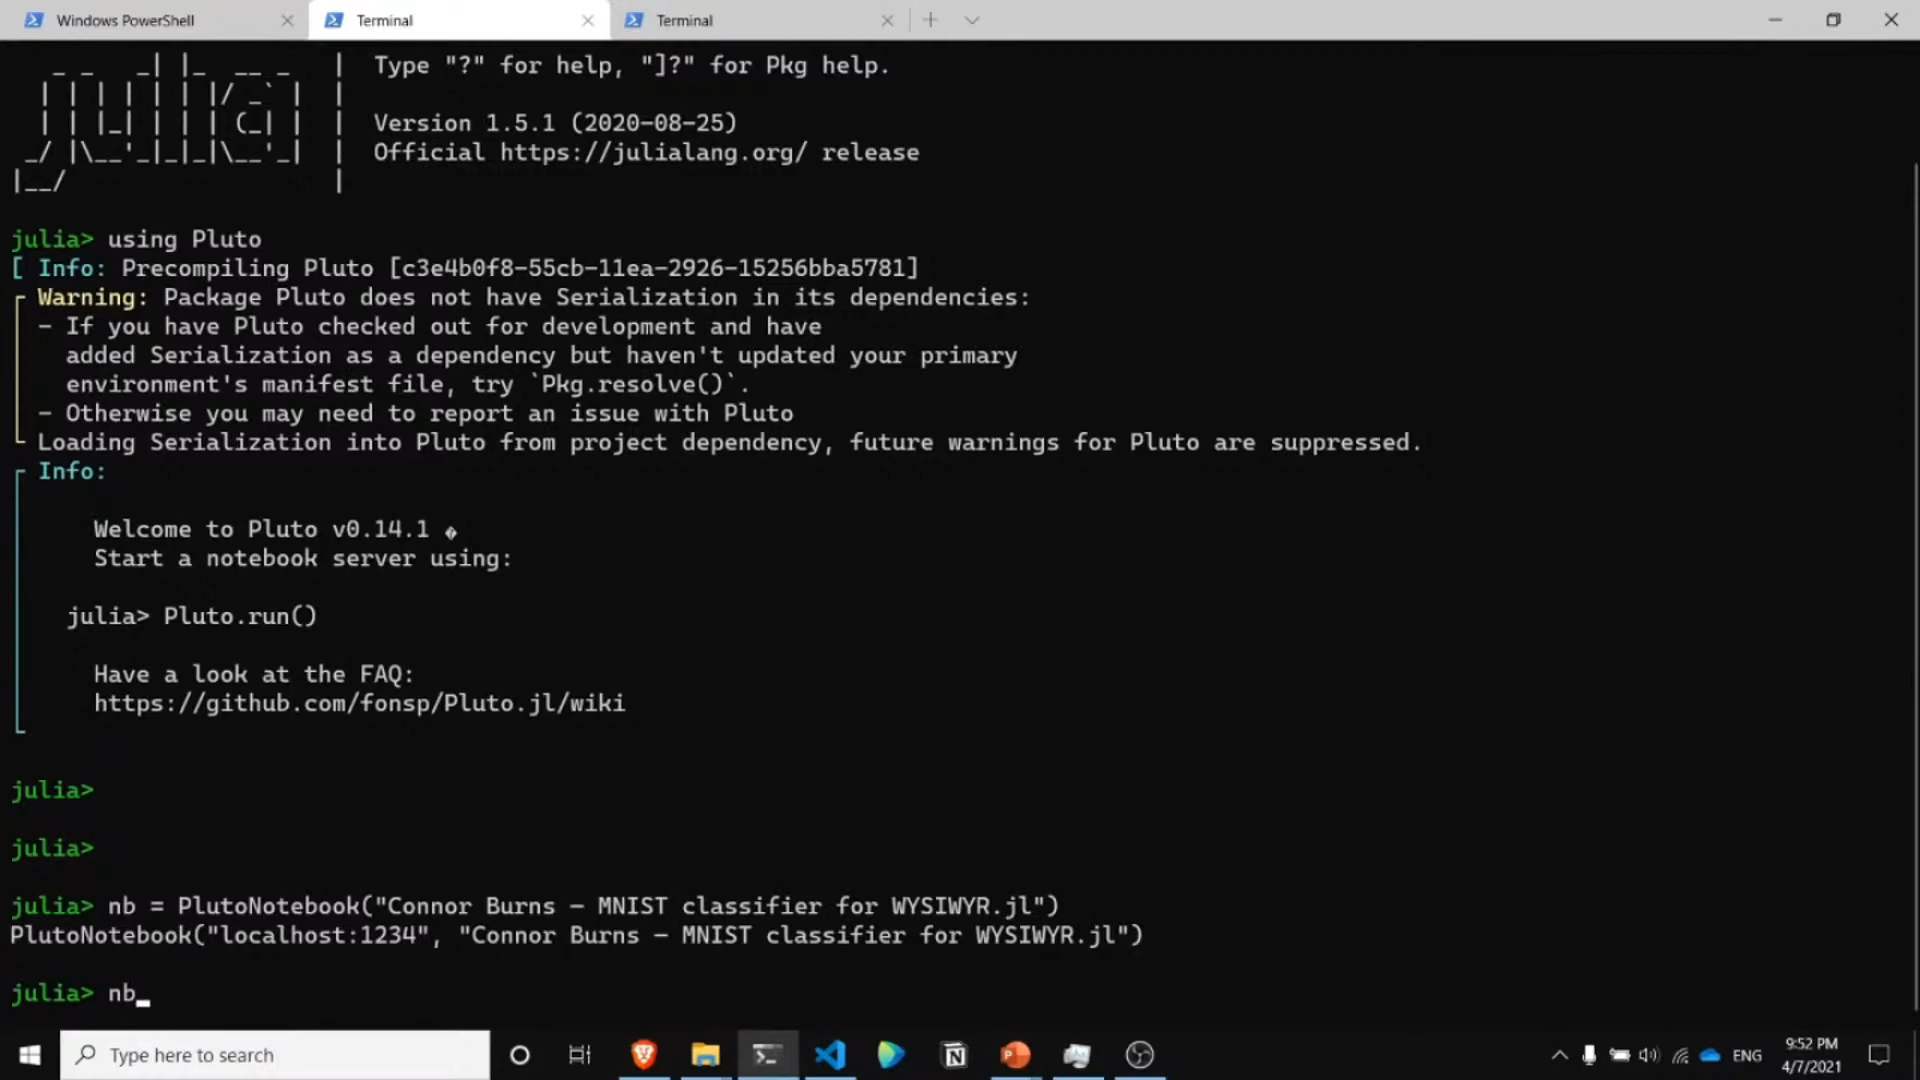 Windows PowerShell
Terminal
Terminal
Type "?" for help, "]?" for Pkg help.
Version 1.5.1 (2020-08-25)
Official https://julialang.org/ release
julia> using Pluto
[ Info: Precompiling Pluto [c3e4b0f8-55cb-11ea-2926-15256bba5781]
Warning: Package Pluto does not have Serialization in its dependencies:
- If you have Pluto checked out for development and have
added Serialization as a dependency but haven't updated your primary
environment's manifest file, try `Pkg.resolve()`.
- Otherwise you may need to report an issue with Pluto
Loading Serialization into Pluto from project dependency, future warnings for Pluto are suppressed.
Info:
Welcome to Pluto v0.14.1 �
Start a notebook server using:
julia> Pluto.run()
Have a look at the FAQ:
https://github.com/fonsp/Pluto.jl/wiki
julia>
julia>
julia> nb = PlutoNotebook("Connor Burns - MNIST classifier for WYSIWYR.jl")
PlutoNotebook("localhost:1234", "Connor Burns - MNIST classifier for WYSIWYR.jl")
julia> nb_
Type here to search
ENG
9:52 PM
4/7/2021